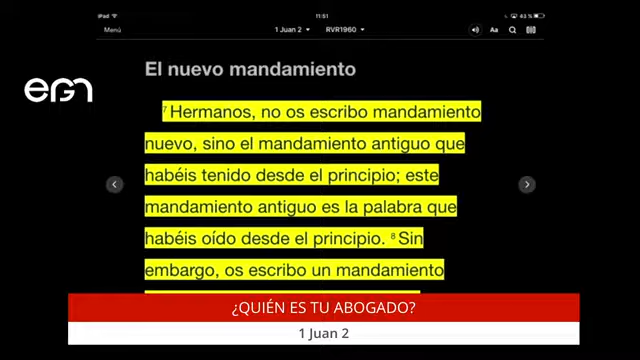 iPad
11:51
43 %
Menú
1 Juan 2
RVR1960
Aa
El nuevo mandamiento
7 Hermanos, no os escribo mandamiento
nuevo, sino el mandamiento antiguo que
habéis tenido desde el principio; este
mandamiento antiguo es la palabra que
habéis oído desde el principio. 8 Sin
embargo, os escribo un mandamiento
¿QUIÉN ES TU ABOGADO?
1 Juan 2